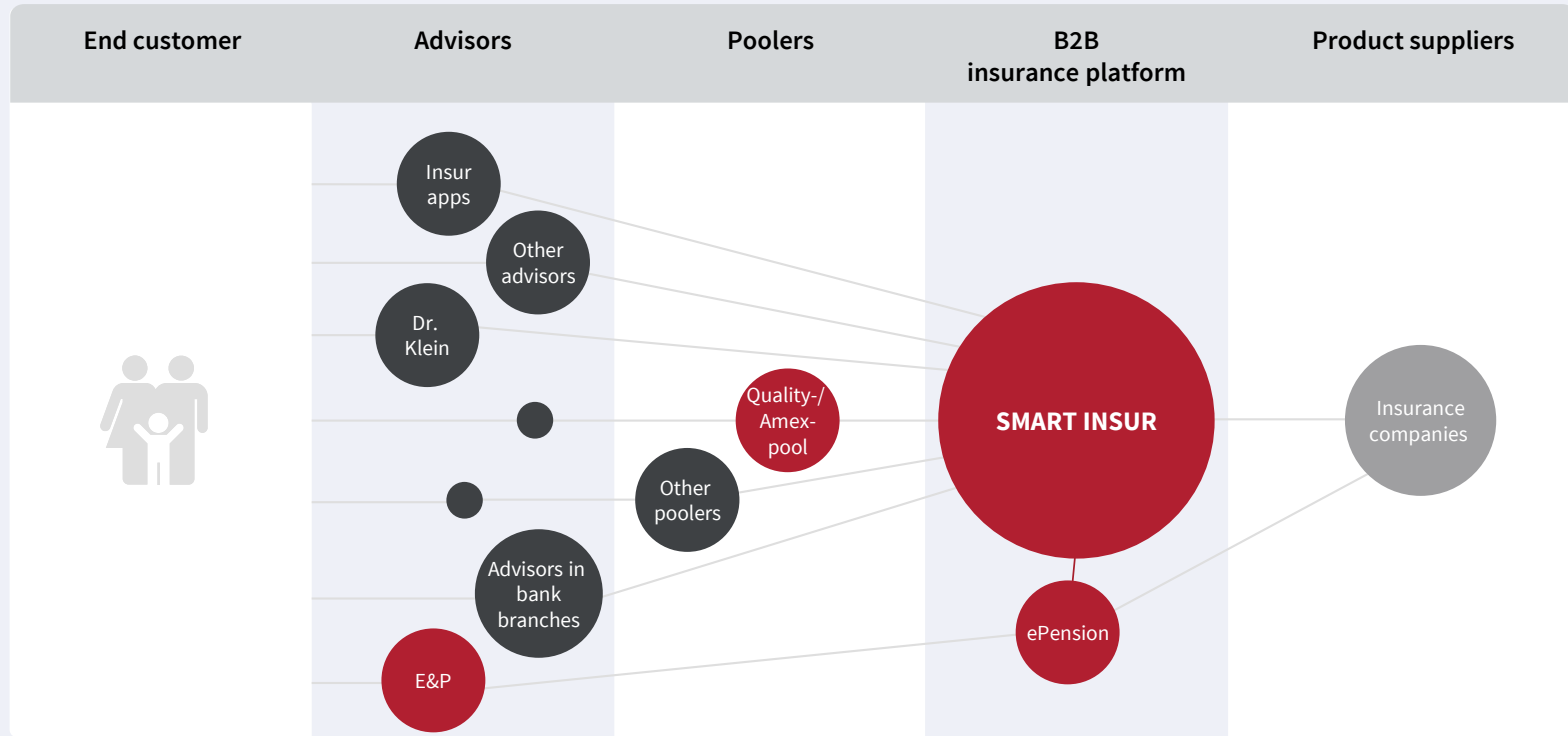 End customer
Advisors
Poolers
B2B
insurance platform
Product suppliers
Insur
apps
Other
advisors
Dr.
Klein
Quality-/
Amex-
pool
SMART INSUR
Insurance
companies
Other
poolers
Advisors in
bank
branches
ePension
E&P